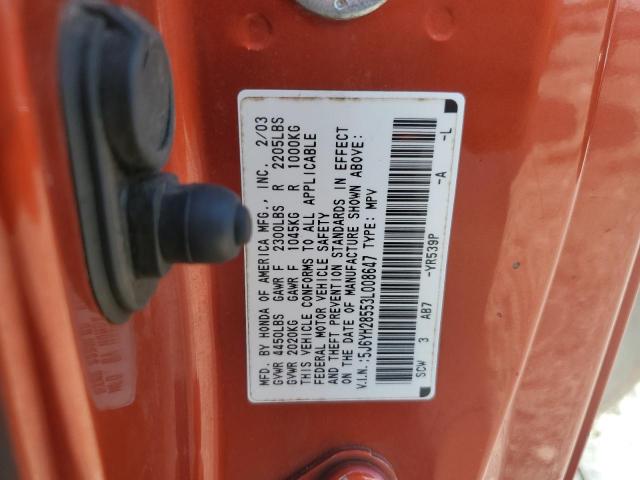 MFD. BY HONDA OF AMERICA MFG., INC. 2/03
GVWR 4450LBS GAWR F 2300LBS R 2205LBS
GVWR 2020KG GAWR F 1045KG R 1000KG
THIS VEHICLE CONFORMS TO ALL APPLICABLE
FEDERAL MOTOR VEHICLE SAFETY
AND THEFT PREVENTION STANDARDS IN EFFECT
ON THE DATE OF MANUFACTURE SHOWN ABOVE:
V.I.N.:5J6YH28553L008647 TYPE: MPV
SCW 3 AB7 -YR539P -A -L